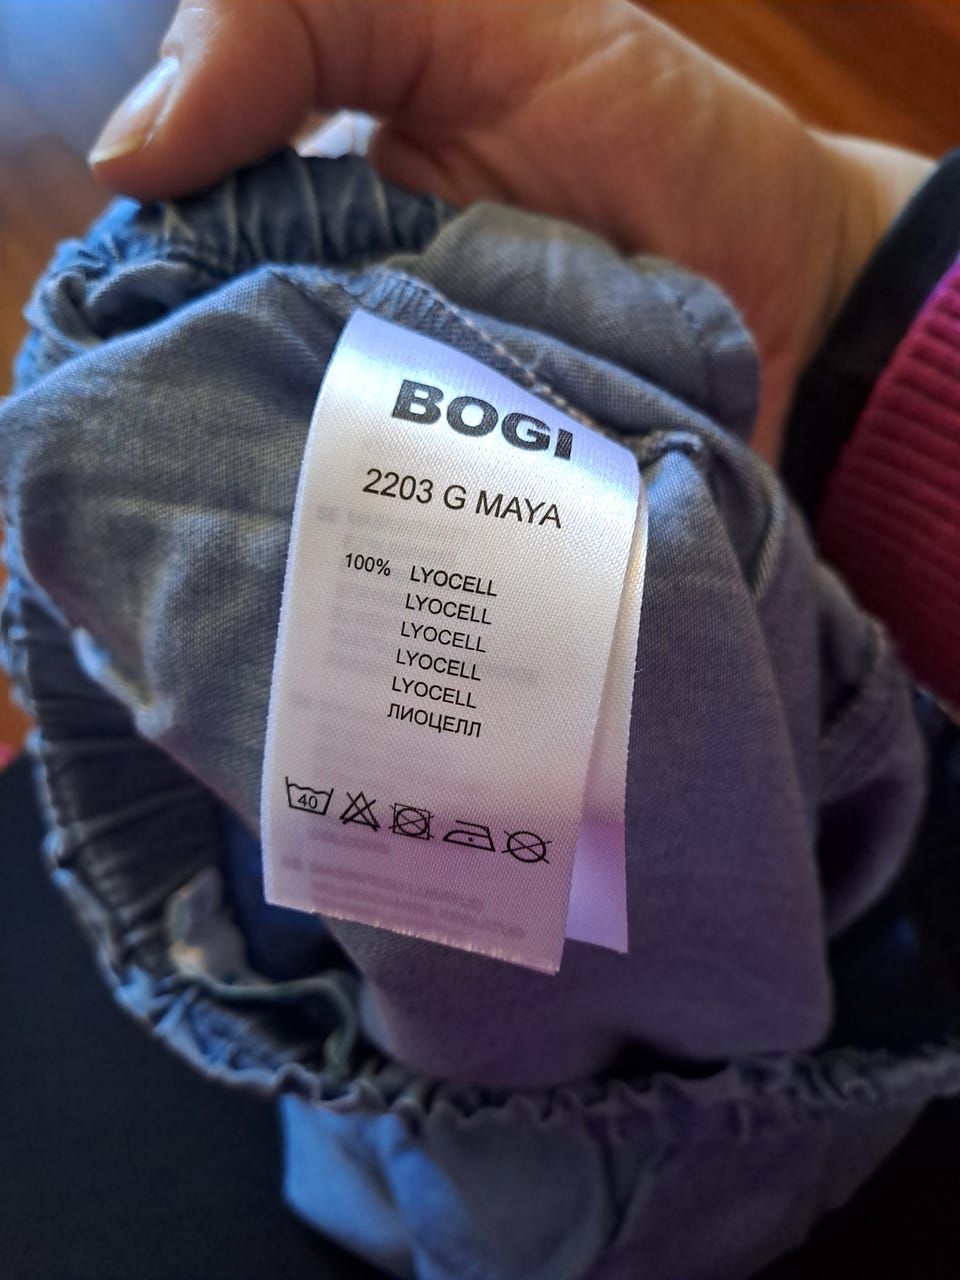 BOGI
2203 G MAYA
100% LYOCELL
LYOCELL
LYOCELL
LYOCELL
LYOCELL
ЛИОЦЕЛЛ
40